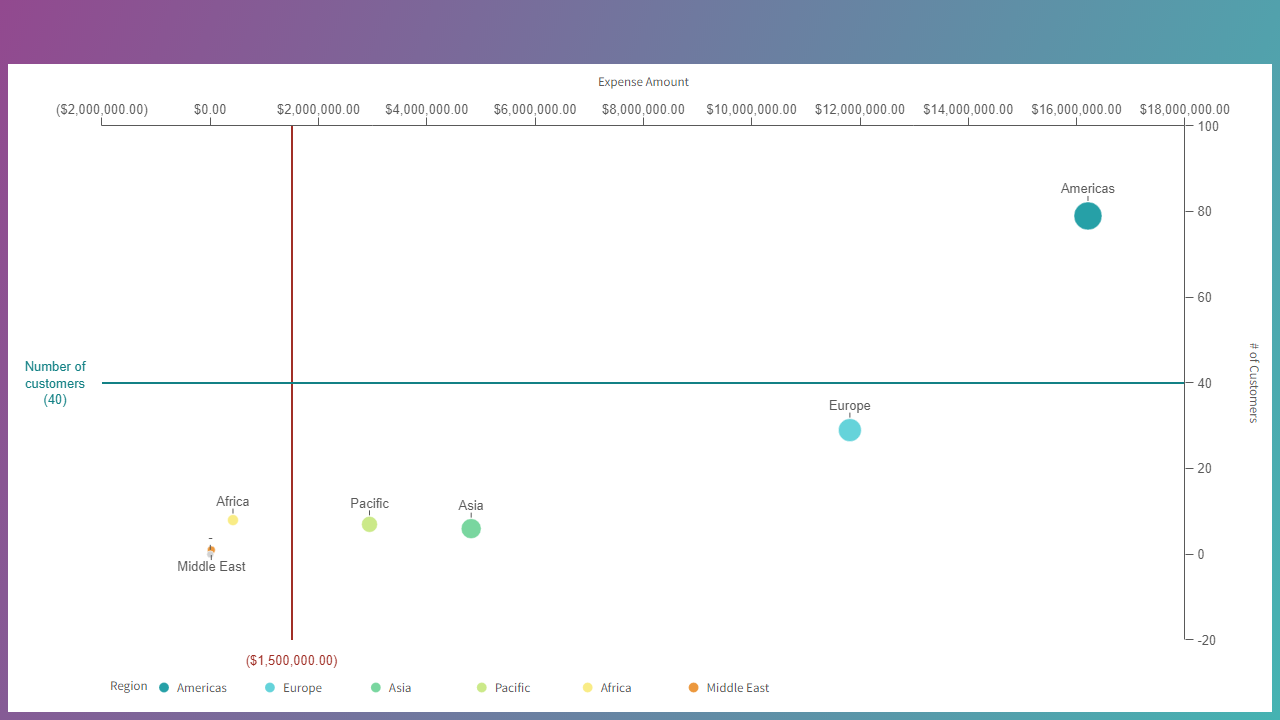 Expense Amount
($2,000,000.00) $0.00 $2,000,000.00 $4,000,000.00 $6,000,000.00 $8,000,000.00 $10,000,000.00 $12,000,000.00 $14,000,000.00 $16,000,000.00 $18,000,000.00
100
Americas
80
60
# of Customers
Number of
customers
(40)
40
Europe
20
Africa
Pacific
Asia
-
0
Middle East
-20
($1,500,000.00)
Region Americas Europe Asia Pacific Africa Middle East